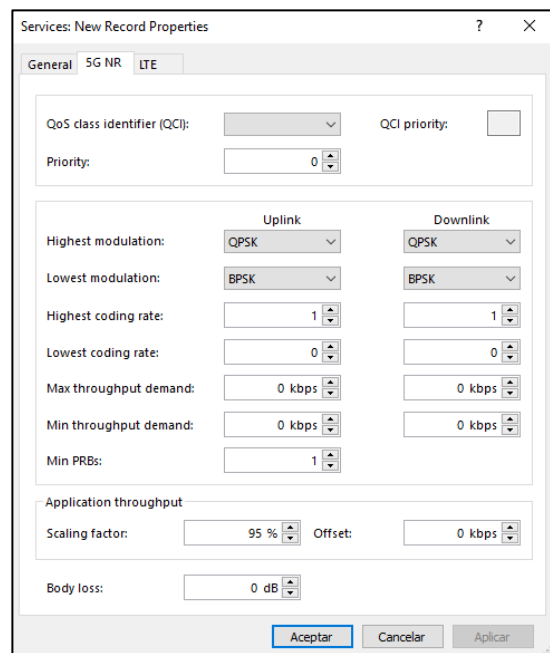 Services: New Record Properties ?
General 5G NR LTE
QoS class identifier (QCI): QCI priority:
Priority: 0
Uplink Downlink
Highest modulation: QPSK QPSK
Lowest modulation: BPSK BPSK
Highest coding rate: 1 1
Lowest coding rate: 0 0
Max throughput demand: 0 kbps 0 kbps
Min throughput demand: 0 kbps 0 kbps
Min PRBs: 1
Application throughput
Scaling factor: 95 % Offset: 0 kbps
Body loss: 0 dB
Aceptar Cancelar Aplicar